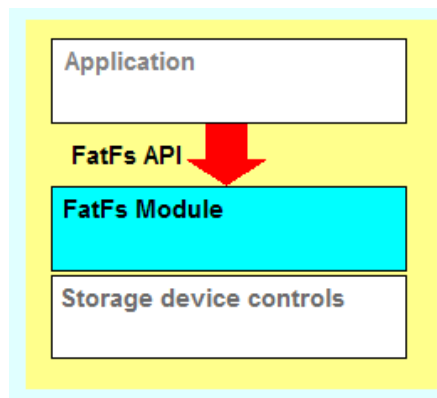 Application
FatFs API
FatFs Module
Storage device controls